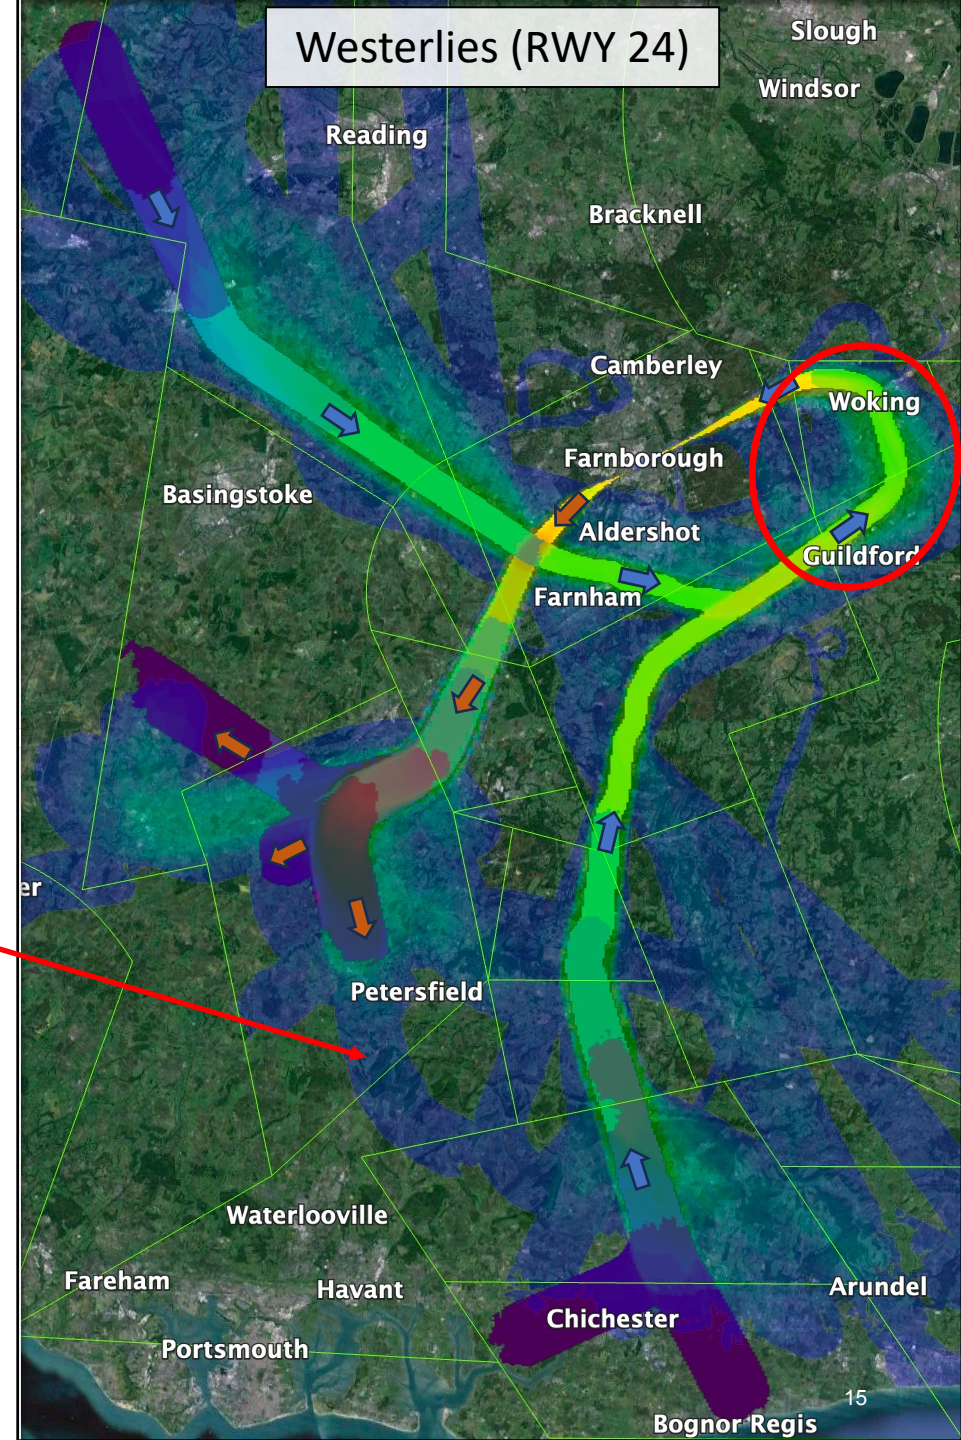 Westerlies (RWY 24)
Slough
Windsor
Reading
Bracknell
Camberley
Woking
Farnborough
Basingstoke
Aldershot
Guildford
Farnham
er
Petersfield
Waterlooville
Fareham
Havant
Arundel
Chichester
Portsmouth
15
Bognor Regis